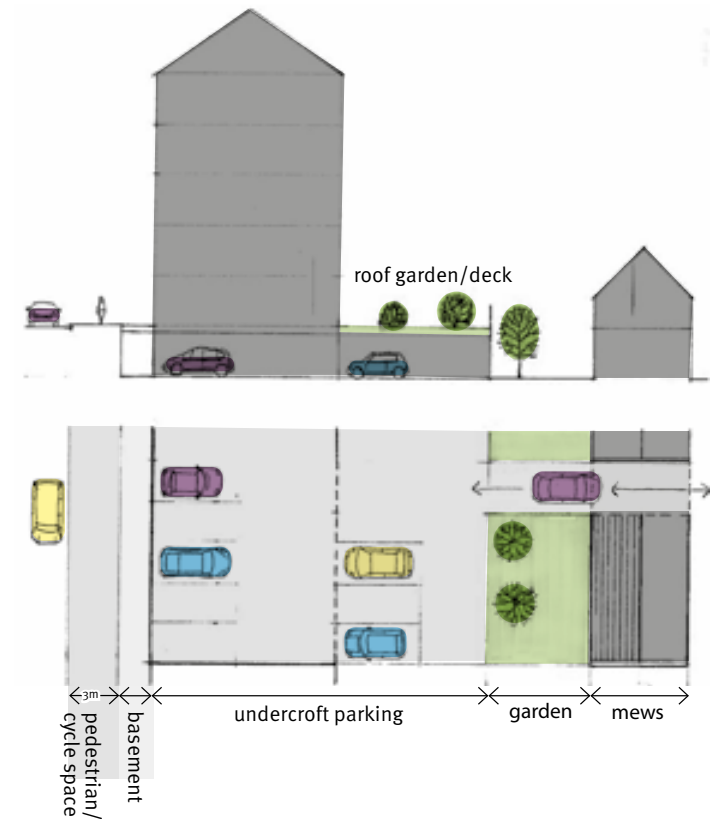 roof garden/deck
3m
pedestrian/
cycle space
basement
undercroft parking
garden
mews